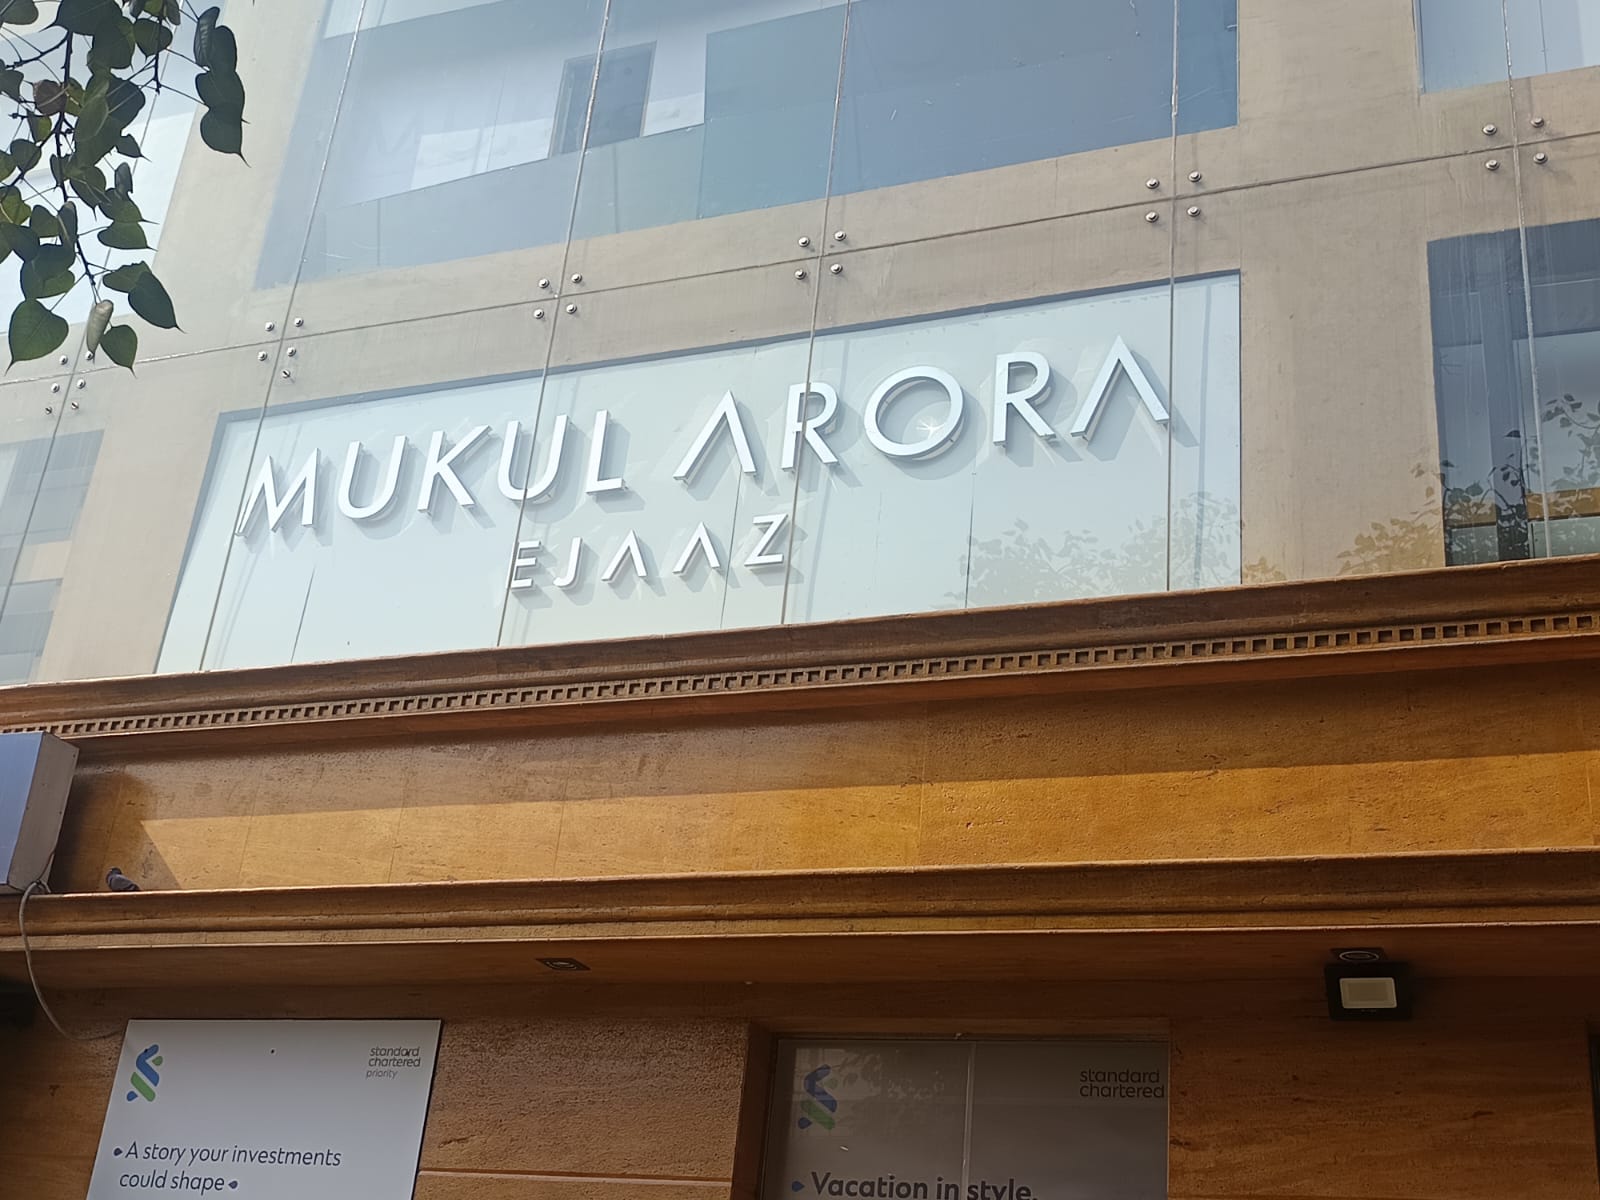 MUKUL ARORA
EJAAZ
standard
chartered
priority
A story your investments
could shape
standard
chartered
Vacation in style.